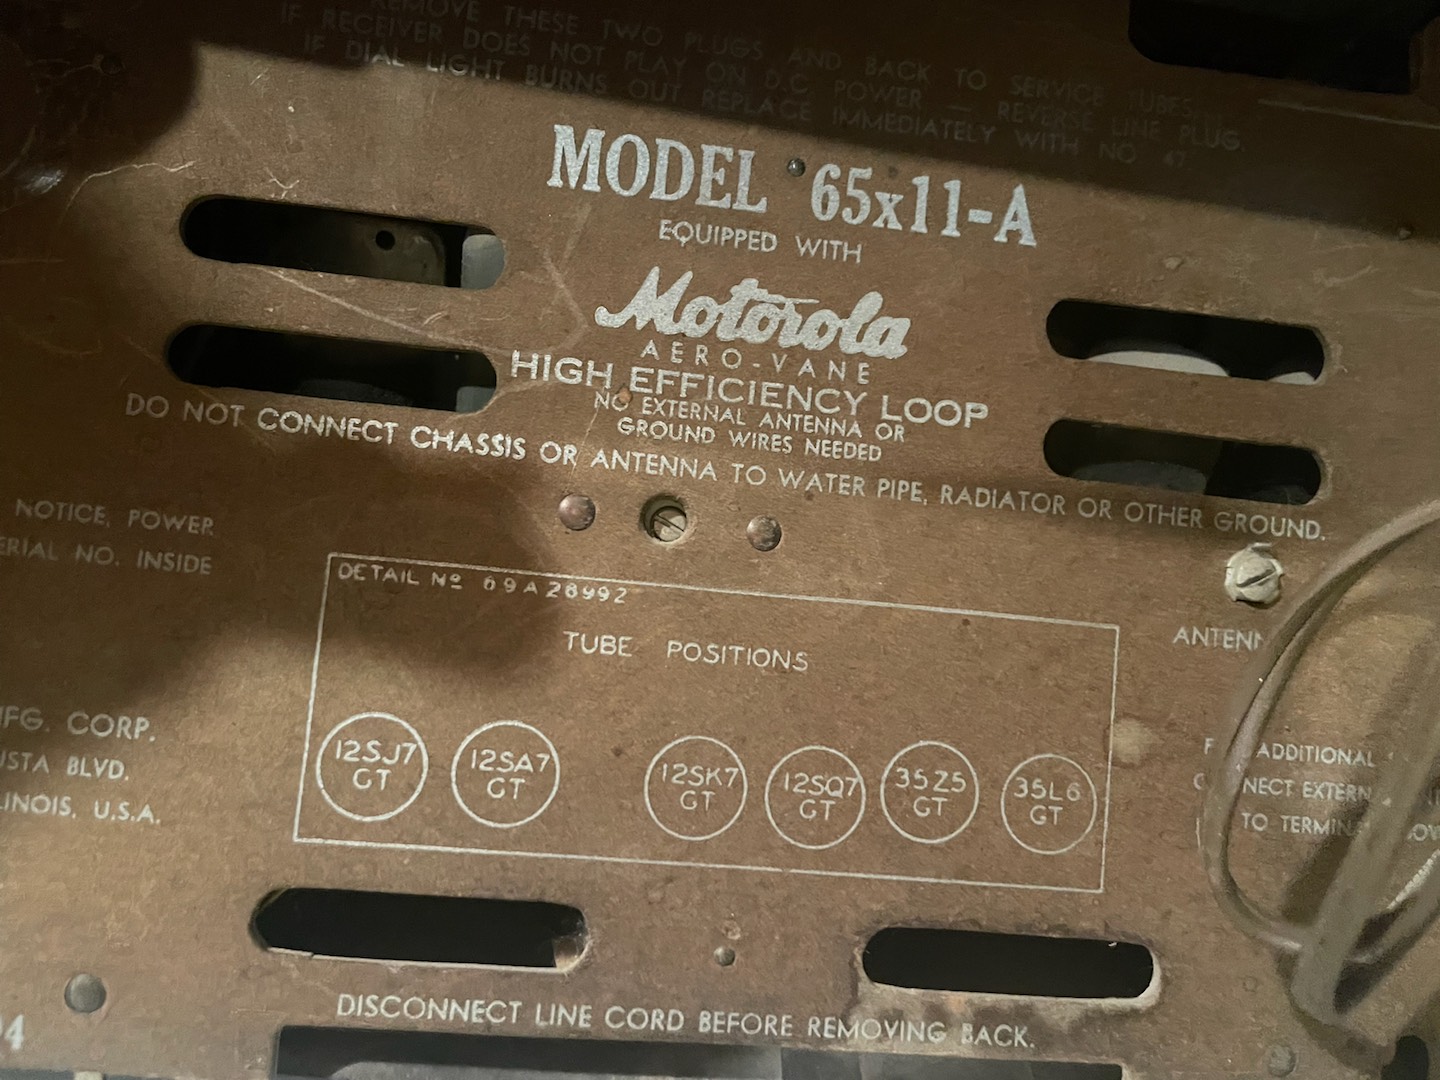 REMOVE THESE TWO PLUGS AND BACK TO SERVICE TUBES.
IF RECEIVER DOES NOT PLAY ON D.C. POWER — REVERSE LINE PLUG.
IF DIAL LIGHT BURNS OUT REPLACE IMMEDIATELY WITH NO. 47
MODEL 65x11-A
EQUIPPED WITH
Motorola
AERO-VANE
HIGH EFFICIENCY LOOP
NO EXTERNAL ANTENNA OR
GROUND WIRES NEEDED
DO NOT CONNECT CHASSIS OR ANTENNA TO WATER PIPE, RADIATOR OR OTHER GROUND.
NOTICE, POWER
ERIAL NO. INSIDE
DETAIL Nº 69A26992
TUBE POSITIONS
12SJ7 GT
12SA7 GT
12SK7 GT
12SQ7 GT
35Z5 GT
35L6 GT
FG. CORP.
STA BLVD.
LINOIS, U.S.A.
ANTENN
ADDITIONAL
NECT EXTERN
TO TERMIN
DISCONNECT LINE CORD BEFORE REMOVING BACK.
94